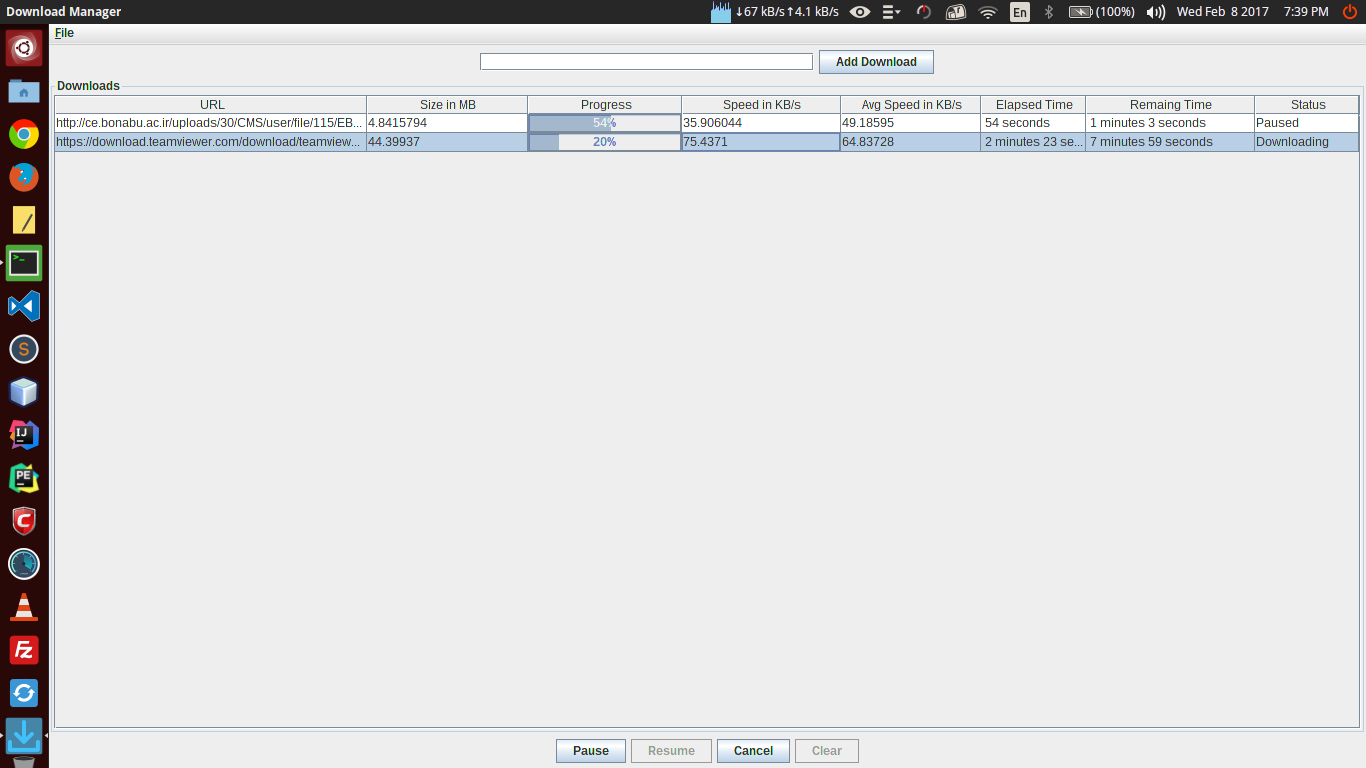 Download Manager ↓67 kB/s↑4.1 kB/s En (100%) Wed Feb 8 2017 7:39 PM
File
Add Download
Downloads
URL Size in MB Progress Speed in KB/s Avg Speed in KB/s Elapsed Time Remaing Time Status
http://ce.bonabu.ac.ir/uploads/30/CMS/user/file/115/EB... 4.8415794 54% 35.906044 49.18595 54 seconds 1 minutes 3 seconds Paused
https://download.teamviewer.com/download/teamview... 44.39937 20% 75.4371 64.83728 2 minutes 23 se... 7 minutes 59 seconds Downloading
>_
S
IJ
PE
C
Fz
Pause Resume Cancel Clear